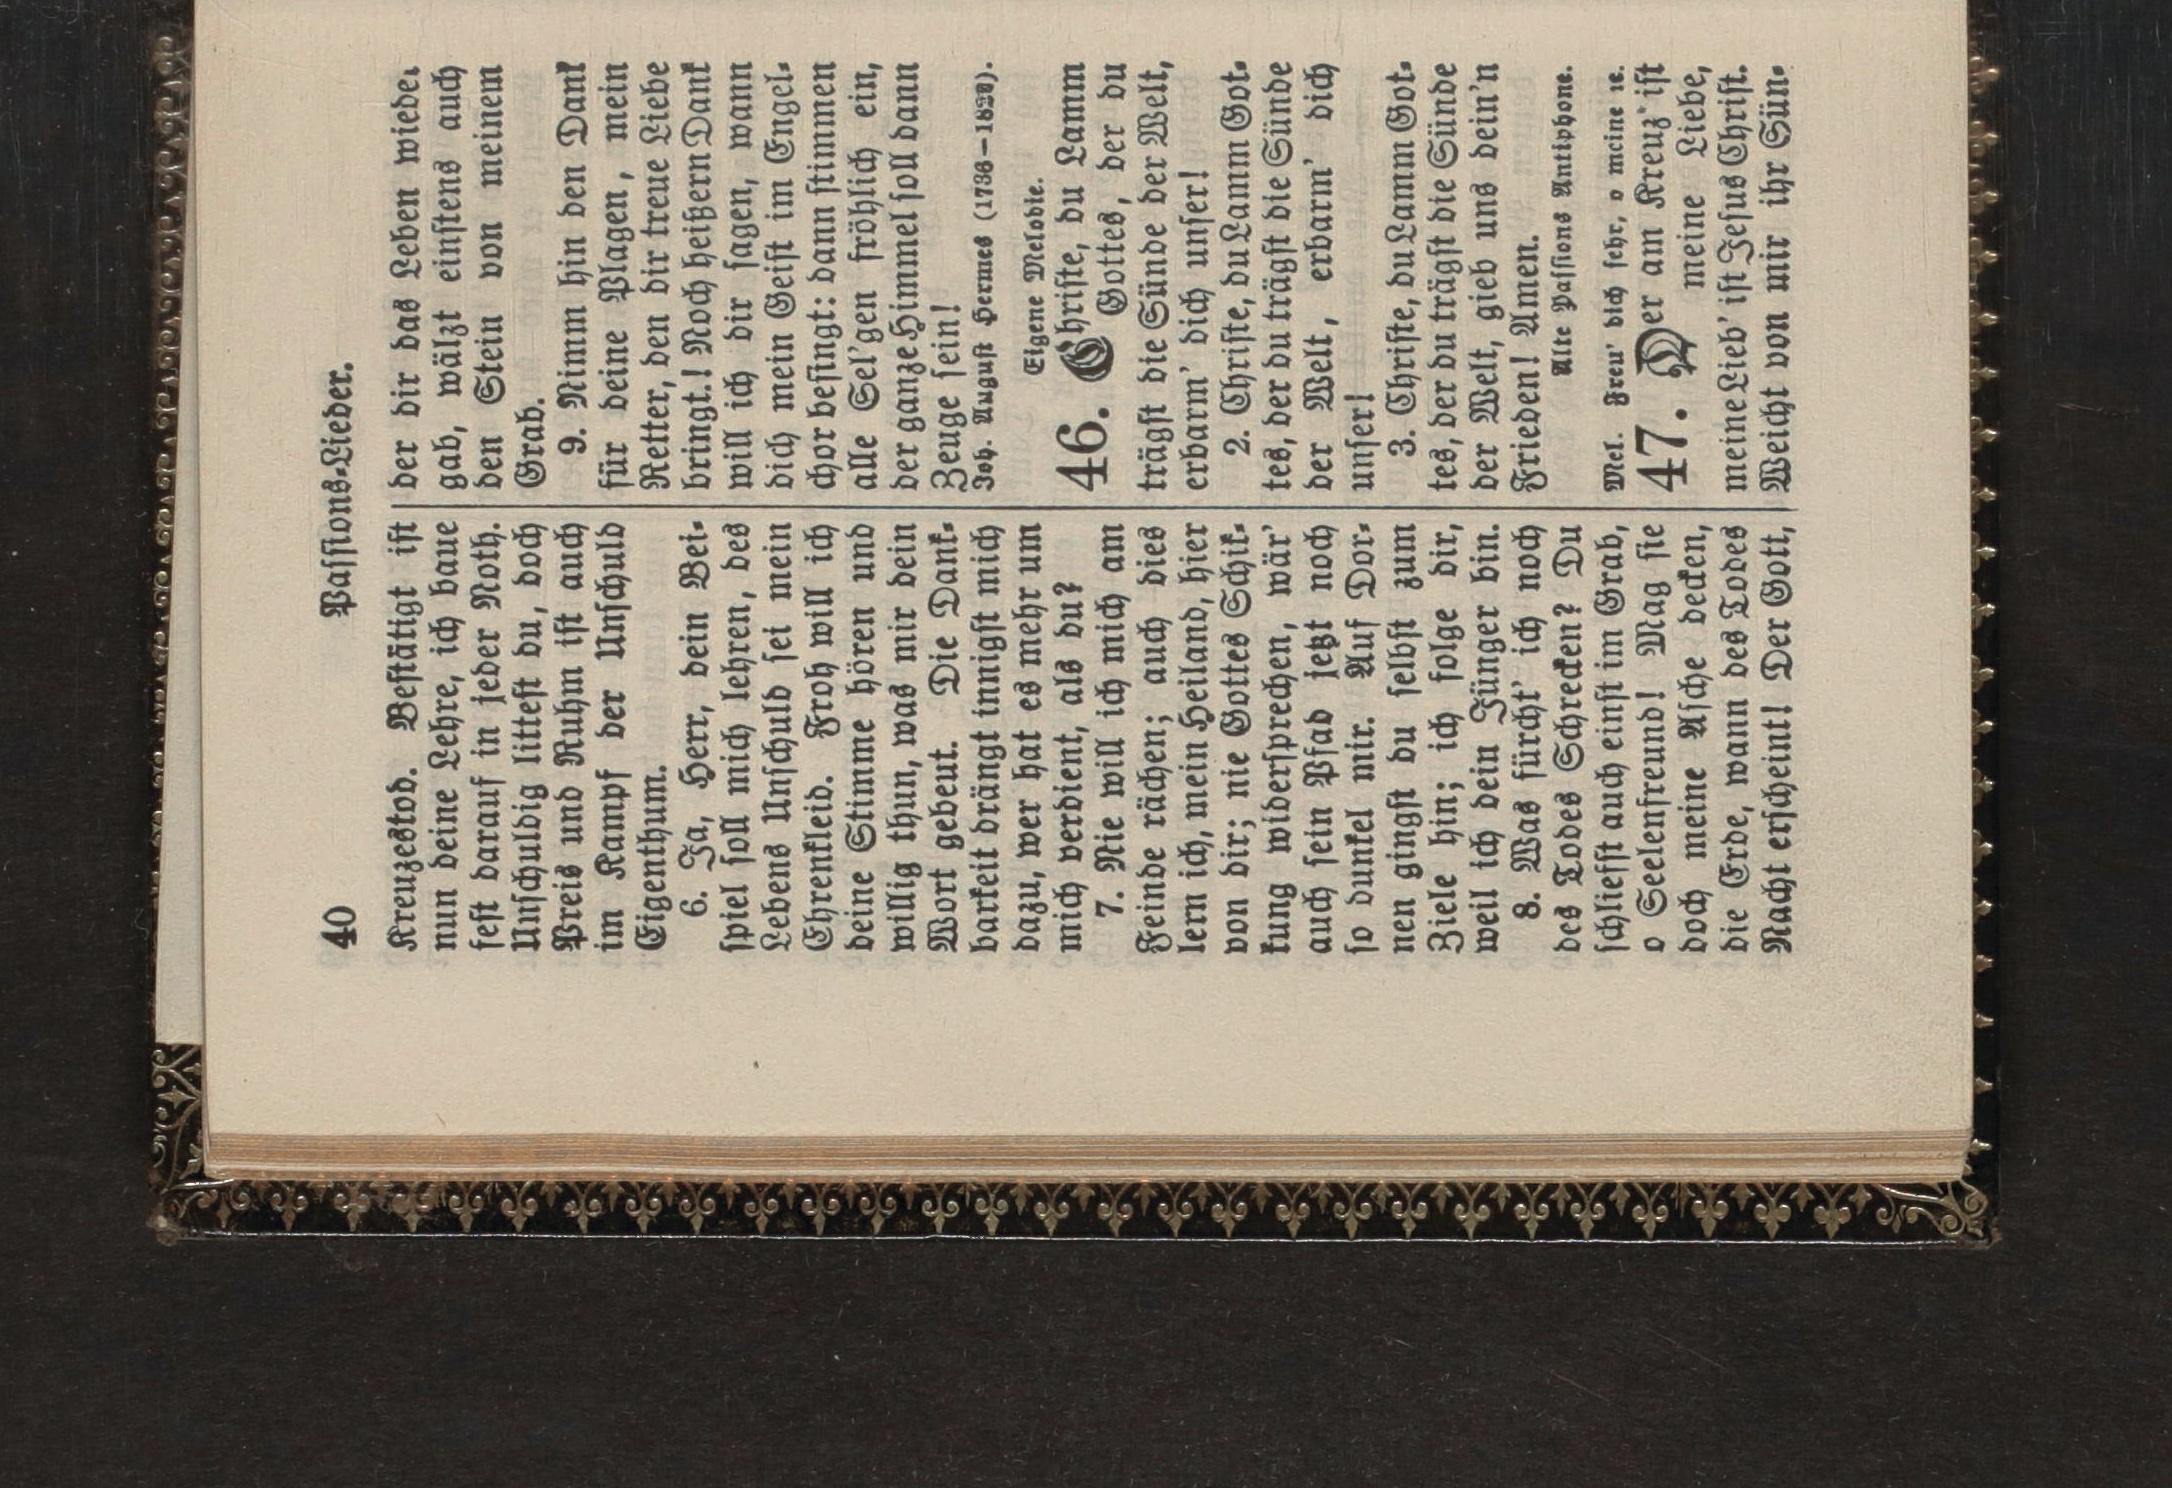 40
Passions-Lieder.
Kreuzestod. Bestätigt ist
nun deine Lehre, ich baue
fest darauf in jeder Noth.
Unschuldig littest du, doch
Preis und Ruhm ist auch
im Kampf der Unschuld
Eigenthum.
6. Ja, Herr, dein Bei-
spiel soll mich lehren, des
Lebens Unschuld sei mein
Ehrenkleid. Froh will ich
deine Stimme hören und
willig thun, was mir dein
Wort gebeut. Die Dank-
barkeit drängt innigst mich
dazu, wer hat es mehr um
mich verdient, als du?
7. Nie will ich mich am
Feinde rächen; auch dies
lern ich, mein Heiland, hier
von dir; nie Gottes Schik-
kung widersprechen, wär'
auch sein Pfad jetzt noch
so dunkel mir. Auf Dor-
nen gingst du selbst zum
Ziele hin; ich folge dir,
weil ich dein Jünger bin.
8. Was fürcht' ich noch
des Todes Schrecken? Du
schliefst auch einst im Grab,
o Seelenfreund! Mag sie
doch meine Asche decken,
die Erde, wann des Todes
Nacht erscheint! Der Gott,
der dir das Leben wieder
gab, wälzt einstens auch
den Stein von meinem
Grab.
9. Nimm hin den Dank
für deine Plagen, mein
Retter, den dir treue Liebe
bringt.! Noch heißern Dank
will ich dir sagen, wann
dich mein Geist im Engel-
chor besingt: dann stimmen
alle Sel'gen fröhlich ein,
der ganze Himmel soll dann
Zeuge sein!
Joh. August Hermes (1736–1822).
Eigene Melodie.
46. Christe, du Lamm
Gottes, der du
trägst die Sünde der Welt,
erbarm' dich unser!
2. Christe, du Lamm Got-
tes, der du trägst die Sünde
der Welt, erbarm' dich
unser!
3. Christe, du Lamm Got-
tes, der du trägst die Sünde
der Welt, gieb uns dein'n
Frieden! Amen.
Alte Passions Antiphone.
Mel. Freu' dich sehr, o meine ꝛc.
47. Der am Kreuz' ist
meine Liebe,
meine Lieb' ist Jesus Christ.
Weicht von mir ihr Sün-